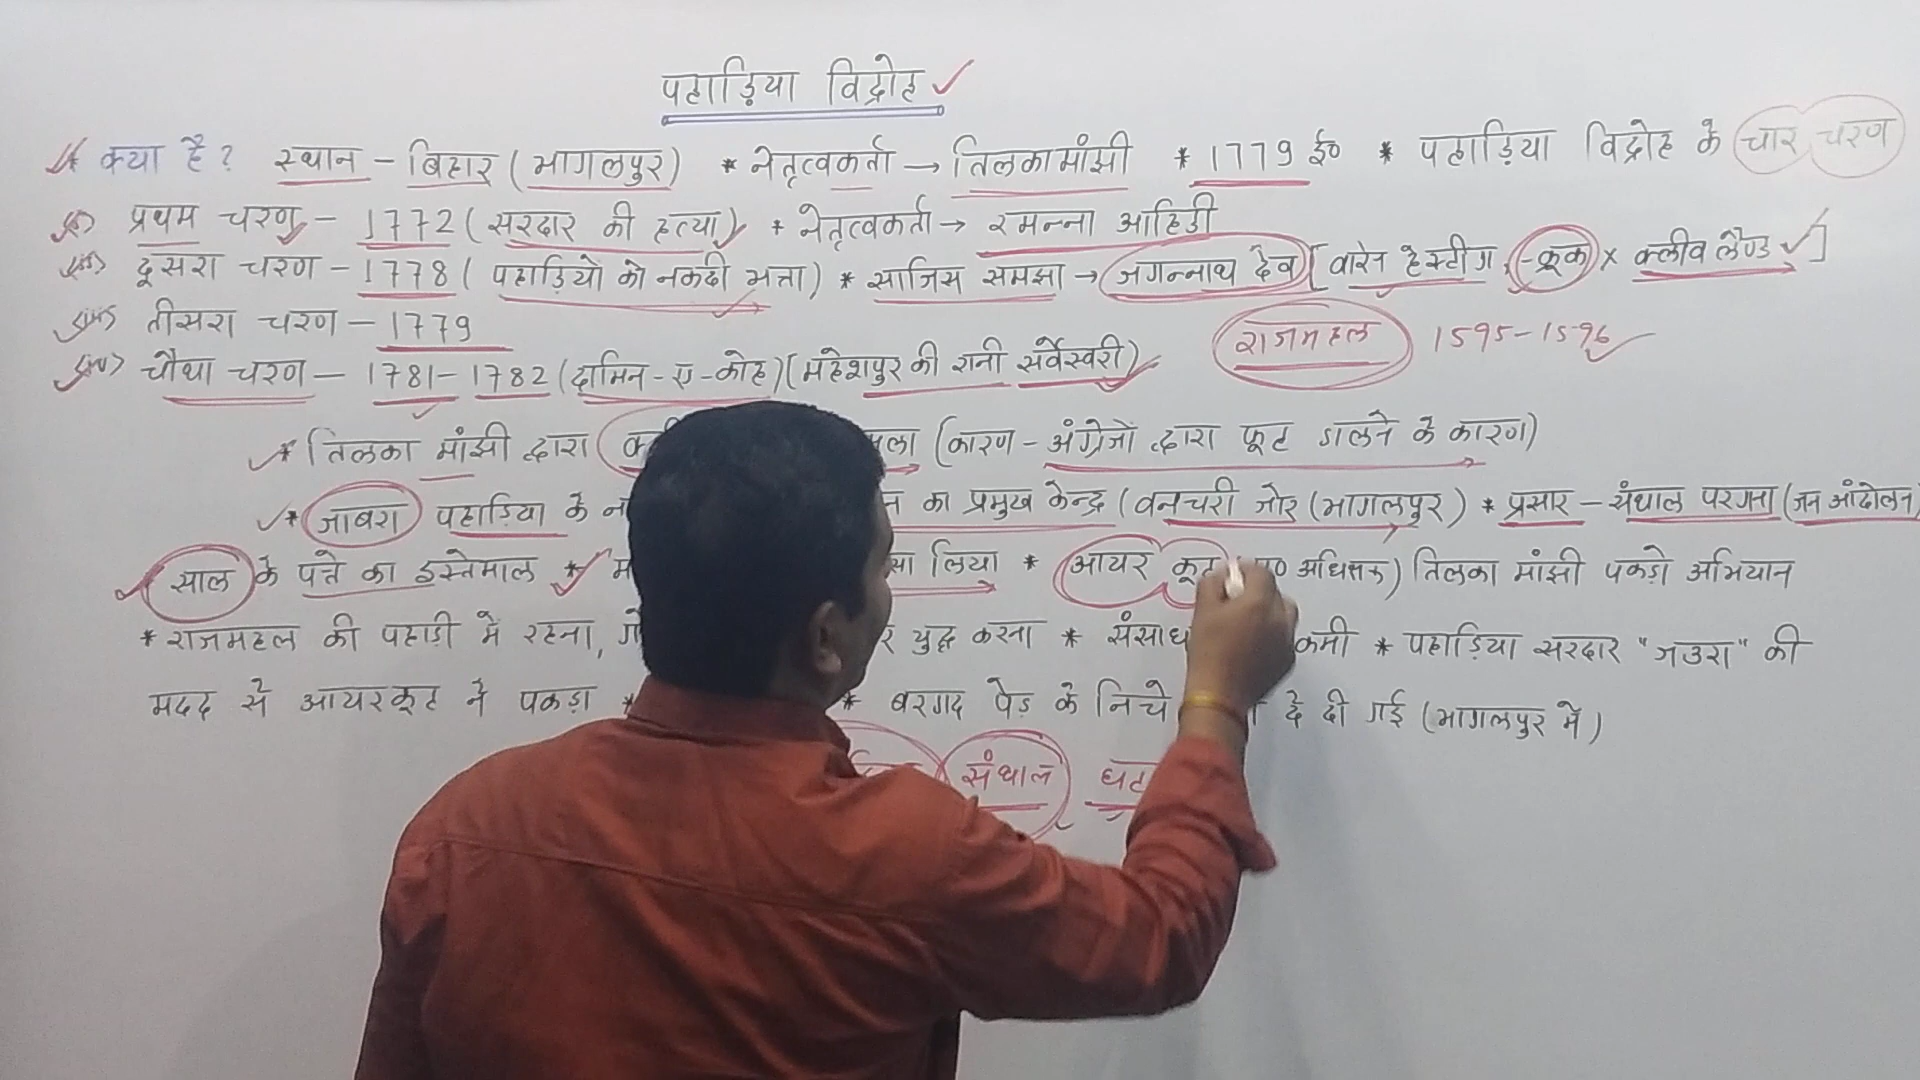 पहाड़िया विद्रोह
* क्या है? स्थान - बिहार (भागलपुर) * नेतृत्वकर्ता → तिलका मांझी * 1779 ई० * पहाड़िया विद्रोह के चार चरण
प्रथम चरण - 1772 (सरदार की हत्या) * नेतृत्वकर्ता → रमन्ना आहिडी
दूसरा चरण - 1778 (पहाड़ियो को नकदी भत्ता) * साजिस समझा → जगन्नाथ देव [वारेन हेस्टींग, -क्रूक × क्लीव लैण्ड]
तीसरा चरण - 1779
राजमहल 1595-1596
चौथा चरण - 1781-1782 (दामिन-ए-कोह) [महेशपुर की रानी सर्वेस्वरी)
* तिलका मांझी द्वारा (कारण - अंग्रेजों द्वारा फूट डालने के कारण)
* जाबरा पहाड़िया के का प्रमुख केन्द्र (वनचरी जोर (भागलपुर) * प्रसार - संथाल परगना (जन आंदोलन)
साल के पत्ते का इस्तेमाल * लिया * आयर कूट अधिक्षक) तिलका मांझी पकड़ो अभियान
* राजमहल की पहाड़ी में रहना, युद्ध करना * कमी * पहाड़िया सरदार "जउरा" की
मदद से आयरकूट ने पकड़ा * * बरगद पेड़ के निचे दे दी गई (भागलपुर में)
संथाल